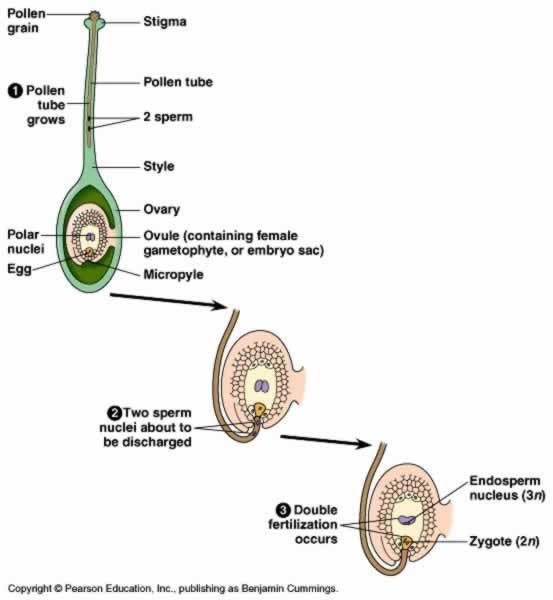 Pollen
grain
Stigma
1 Pollen
tube
grows
Pollen tube
2 sperm
Style
Ovary
Polar
nuclei
Ovule (containing female
gametophyte, or embryo sac)
Egg
Micropyle
2 Two sperm
nuclei about to
be discharged
3 Double
fertilization
occurs
Endosperm
nucleus (3n)
Zygote (2n)
Copyright © Pearson Education, Inc., publishing as Benjamin Cummings.